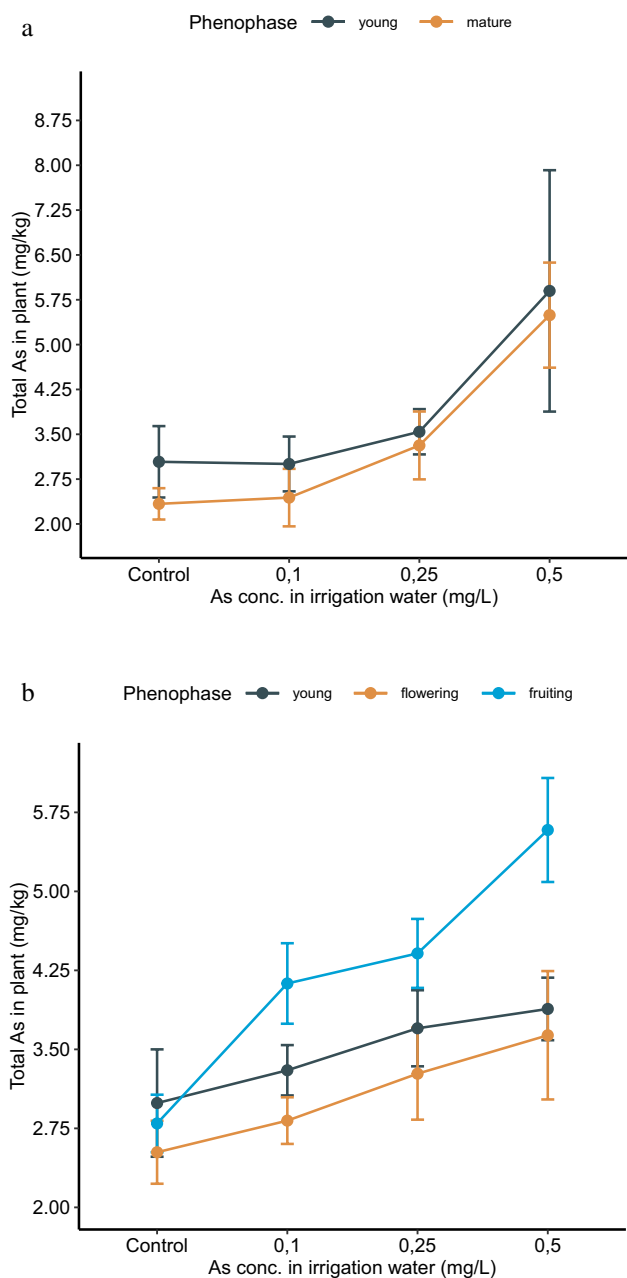 a
Phenophase young mature
8.75
8.00
7.25
6.50
5.75
5.00
4.25
3.50
2.75
2.00
Total As in plant (mg/kg)
Control 0,1 0,25 0,5
As conc. in irrigation water (mg/L)
b
Phenophase young flowering fruiting
5.75
5.00
4.25
3.50
2.75
2.00
Total As in plant (mg/kg)
Control 0,1 0,25 0,5
As conc. in irrigation water (mg/L)